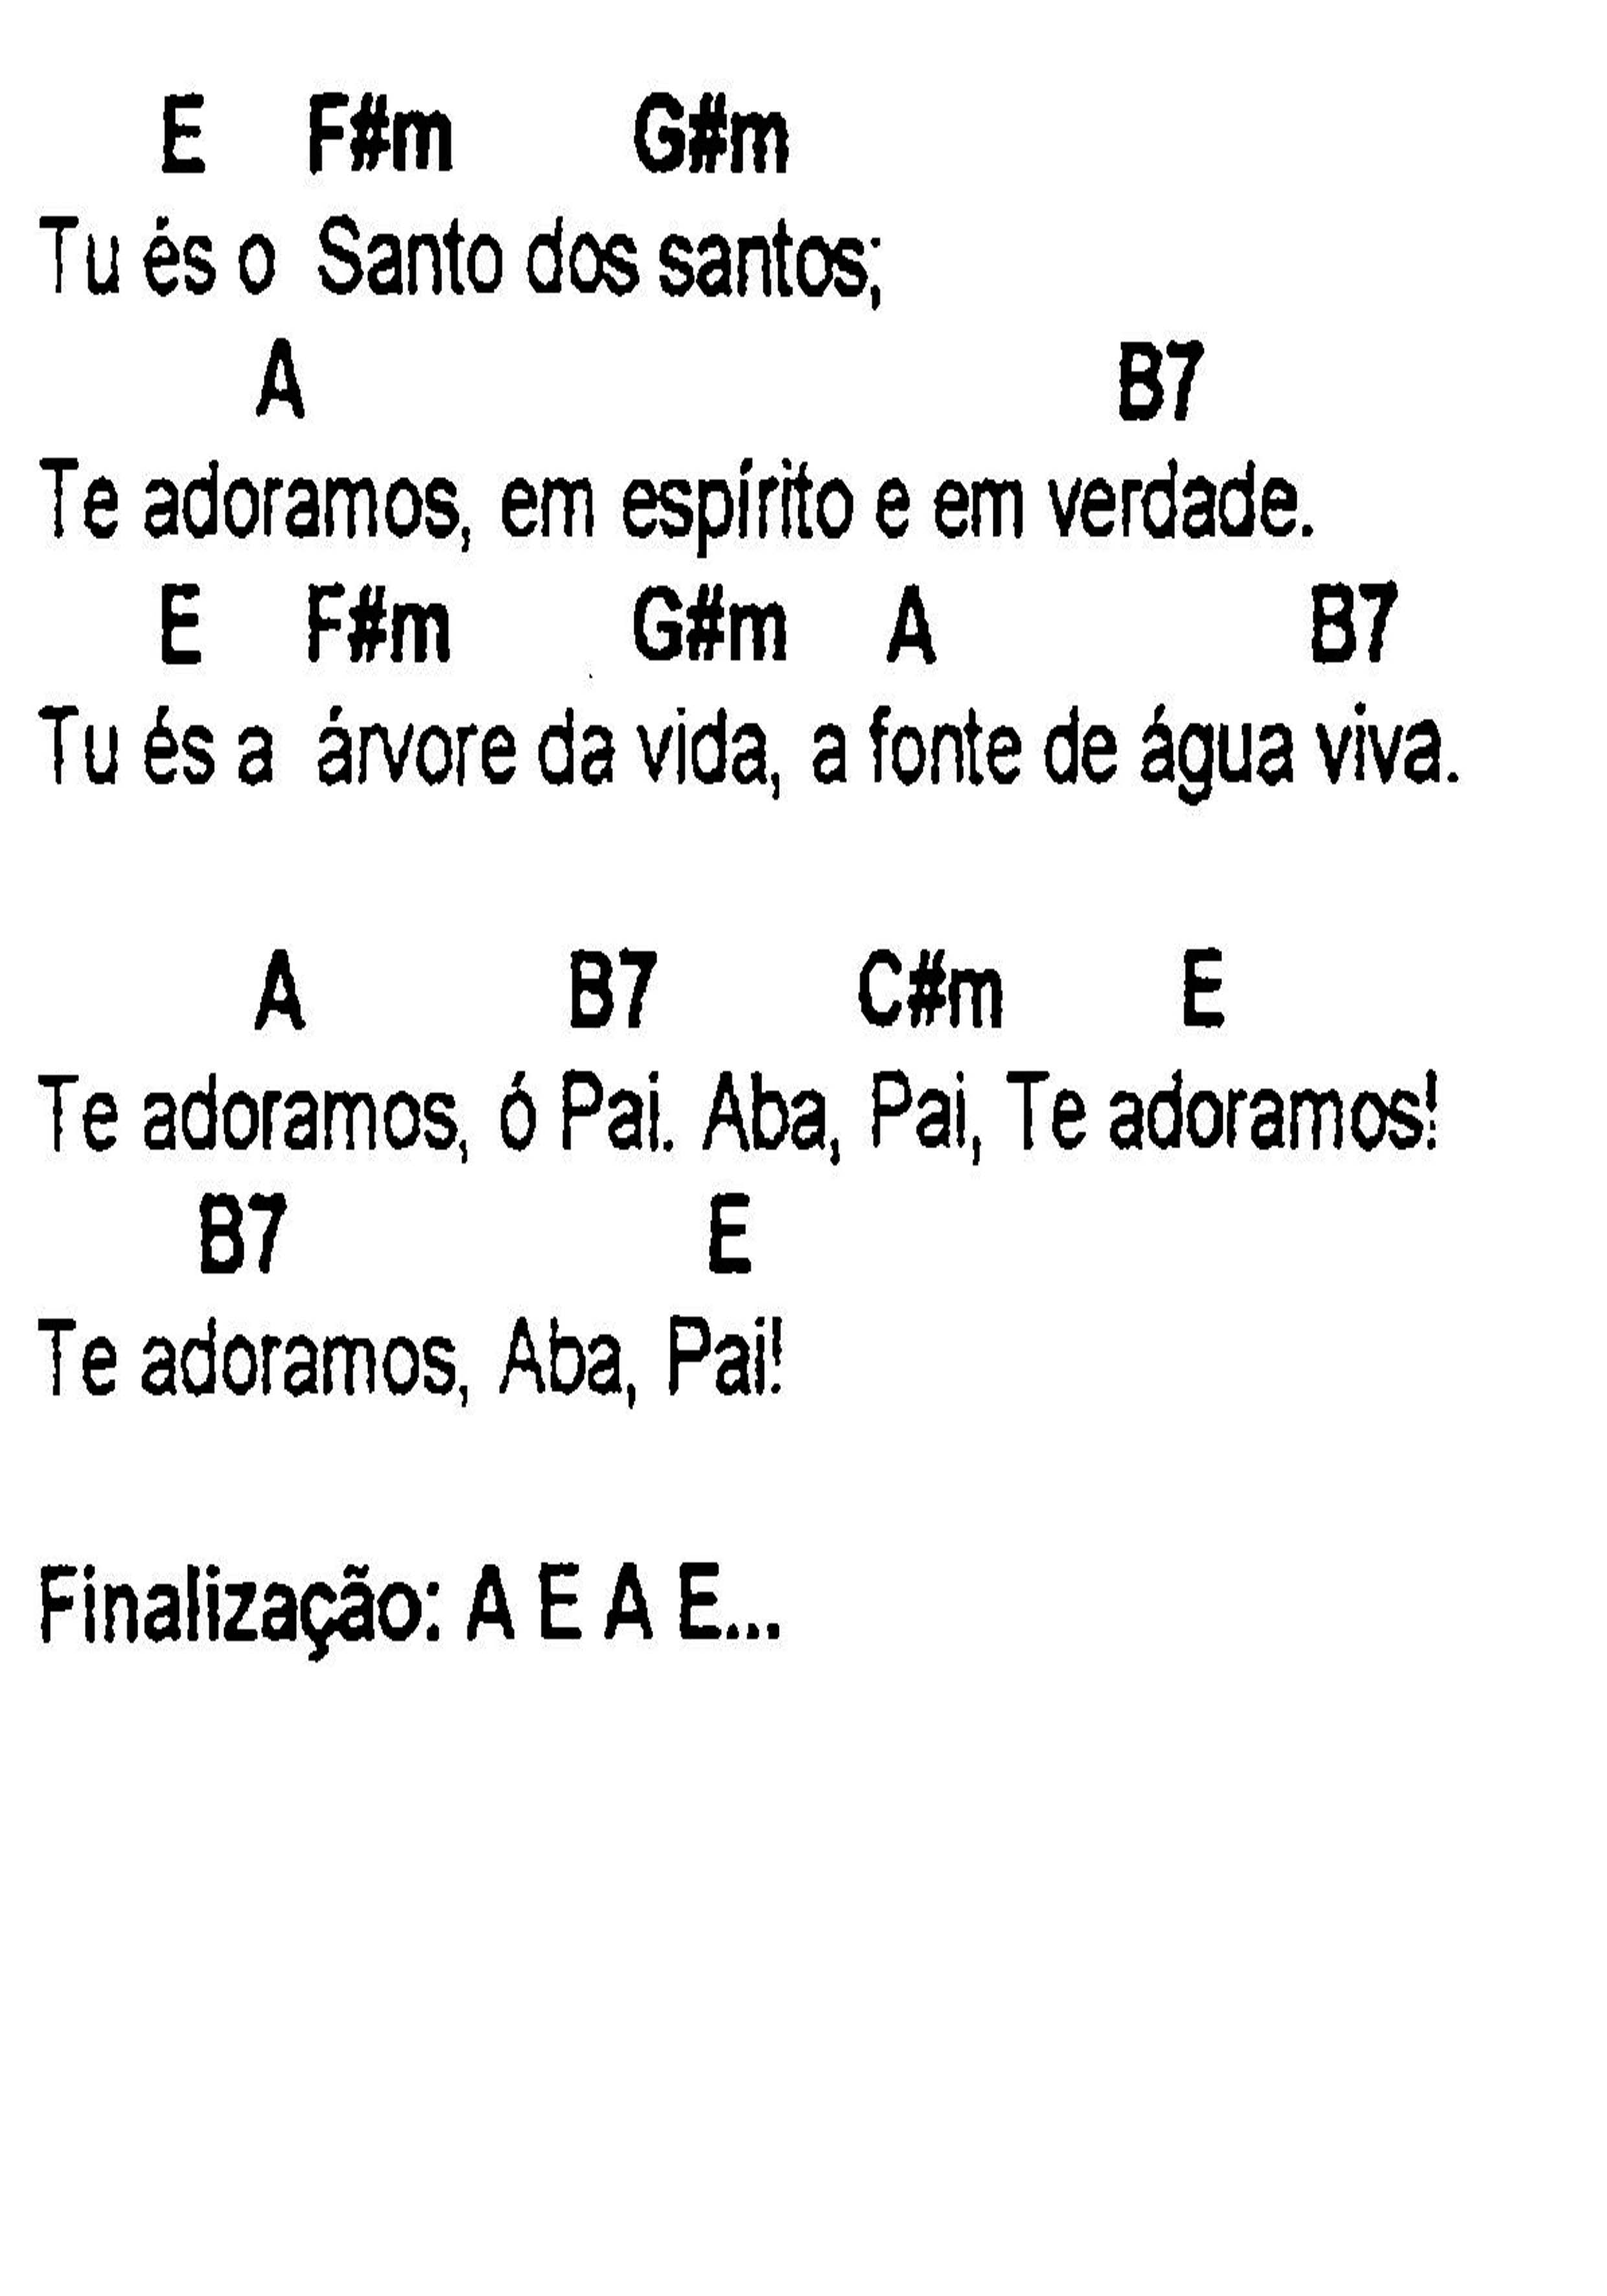 E F#m G#m
Tu és o Santo dos santos;
A B7
Te adoramos, em espírito e em verdade.
E F#m G#m A B7
Tu és a árvore da vida, a fonte de água viva.
A B7 C#m E
Te adoramos, ó Pai. Aba, Pai, Te adoramos!
B7 E
Te adoramos, Aba, Pai!
Finalização: A E A E...